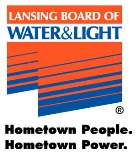 LANSING BOARD OF
WATER&LIGHT
®
Hometown People.
Hometown Power.